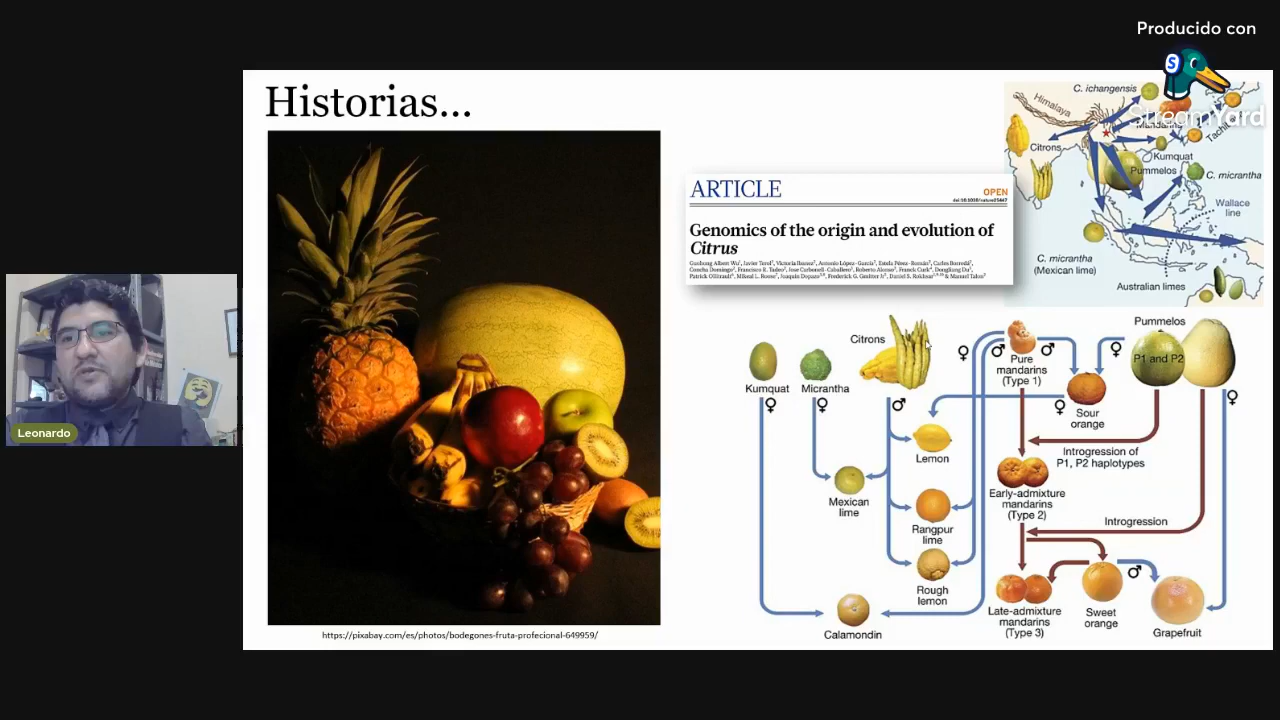 Producido con
StreamYard
Historias...
C. ichangensis
Himalaya
Citrons
Kumquat
Pummelos
C. micrantha
Wallace
line
C. micrantha
(Mexican lime)
Australian limes
ARTICLE
OPEN
Genomics of the origin and evolution of
Citrus
Citrons
Kumquat
Micrantha
Pure
mandarins
(Type 1)
Pummelos
P1 and P2
Sour
orange
Lemon
Introgression of
P1, P2 haplotypes
Mexican
lime
Early-admixture
mandarins
(Type 2)
Rangpur
lime
Introgression
Rough
lemon
Late-admixture
mandarins
(Type 3)
Sweet
orange
Grapefruit
Calamondin
https://pixabay.com/es/photos/bodegones-fruta-profecional-649959/
Leonardo